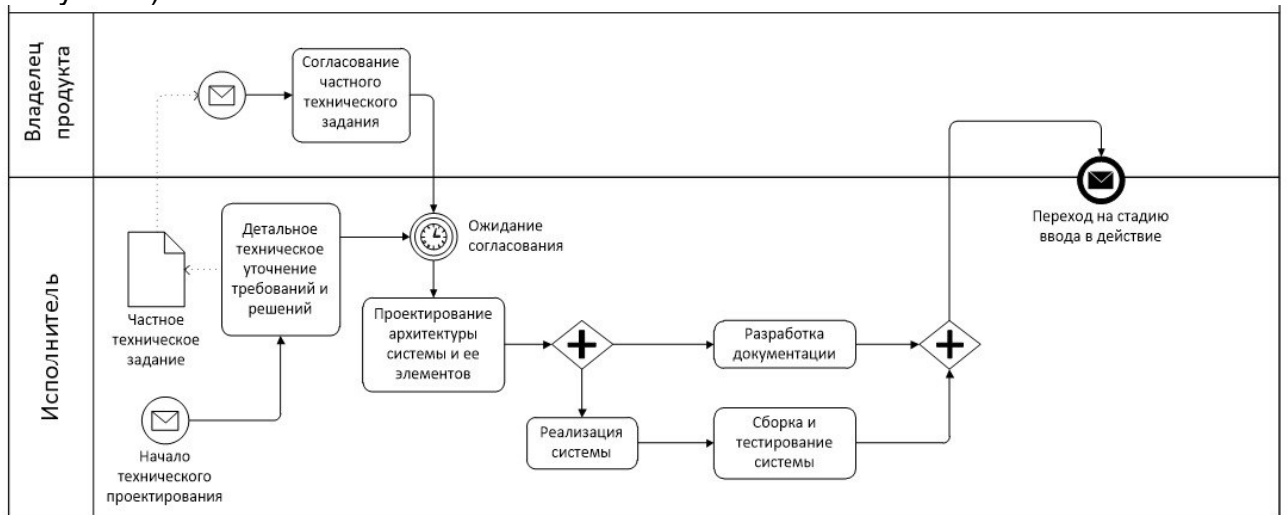 Владелец
продукта
Согласование
частного
технического
задания
Исполнитель
Детальное
техническое
уточнение
требований и
решений
Ожидание
согласования
Переход на стадию
ввода в действие
Частное
техническое
задание
Проектирование
архитектуры
системы и ее
элементов
Разработка
документации
Реализация
системы
Сборка и
тестирование
системы
Начало
технического
проектирования